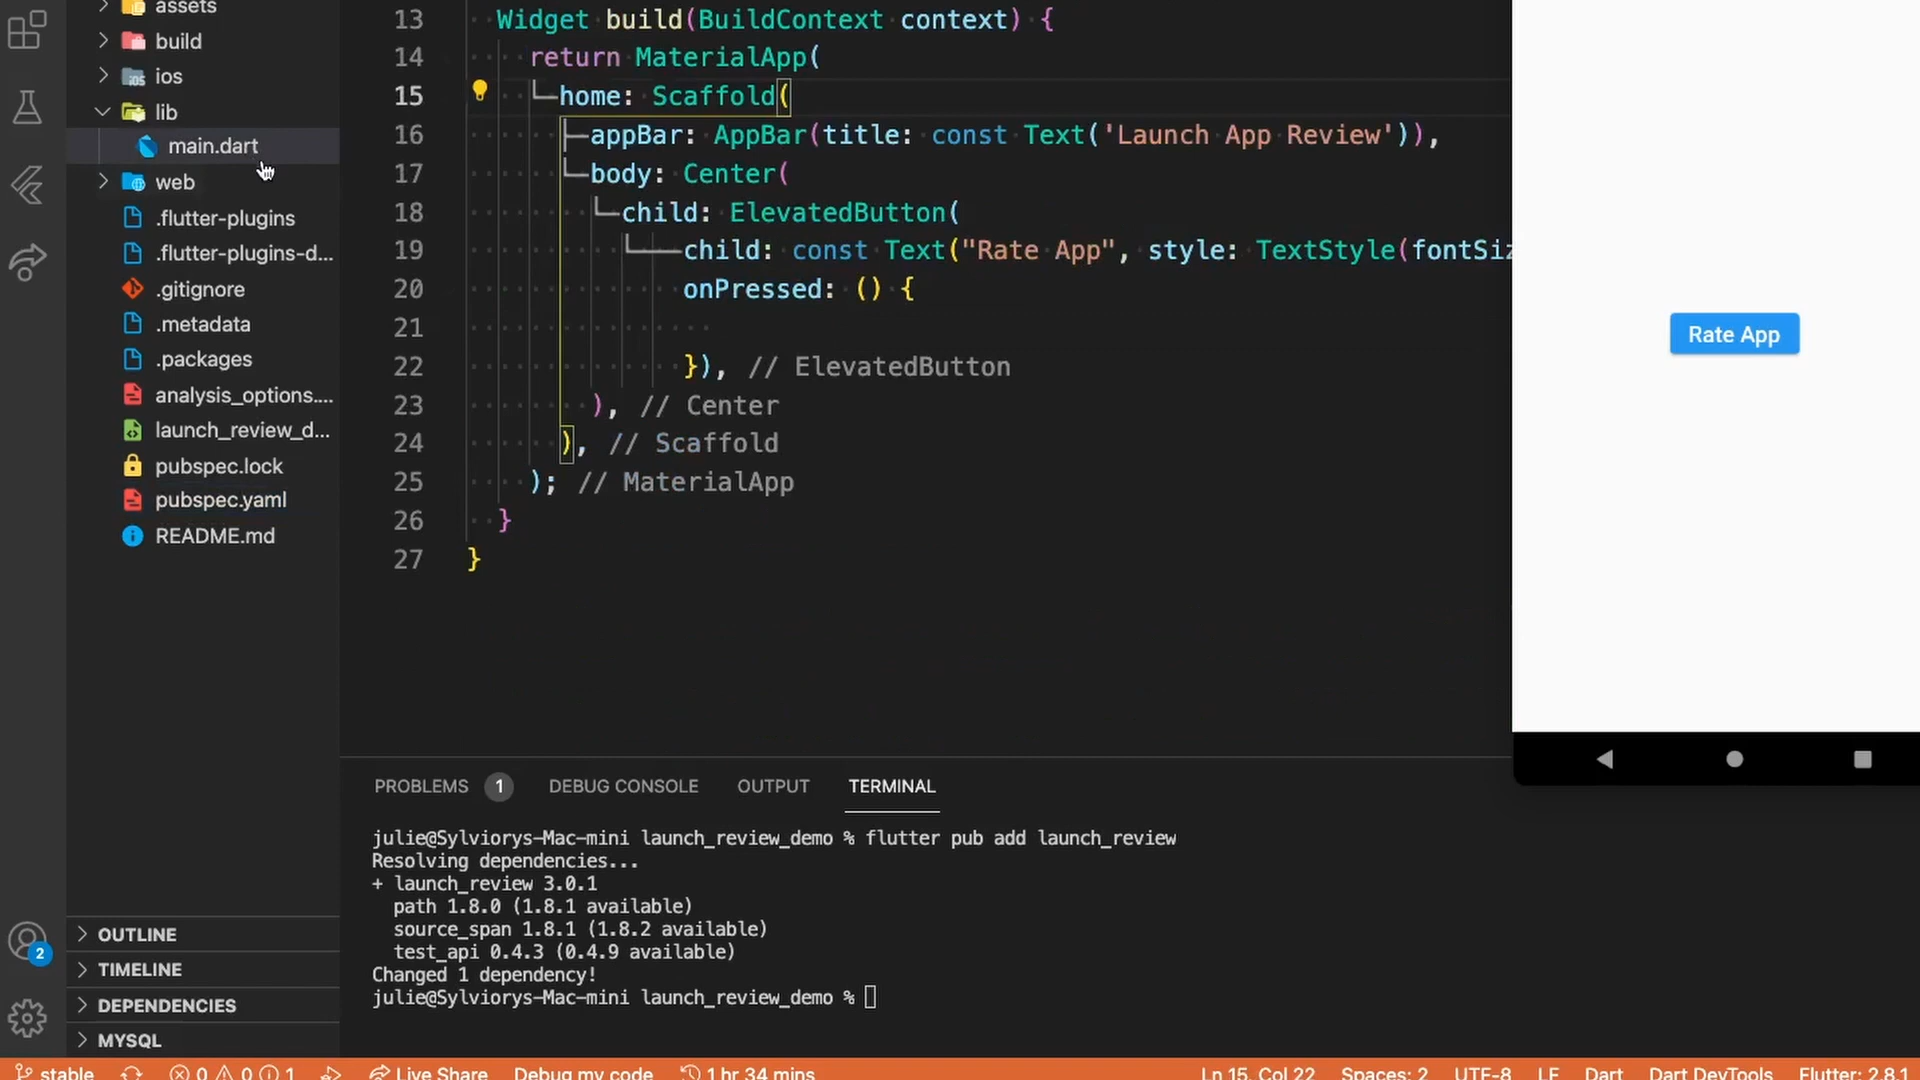 assets
build
ios
lib
main.dart
web
.flutter-plugins
.flutter-plugins-d...
.gitignore
.metadata
.packages
analysis_options....
launch_review_d...
pubspec.lock
pubspec.yaml
README.md
OUTLINE
TIMELINE
DEPENDENCIES
MYSQL
2
13 Widget build(BuildContext context) {
14 return MaterialApp(
15 home: Scaffold(
16 appBar: AppBar(title: const Text('Launch App Review')),
17 body: Center(
18 child: ElevatedButton(
19 child: const Text("Rate App", style: TextStyle(fontSiz
20 onPressed: () {
21
22 }), // ElevatedButton
23 ), // Center
24 ), // Scaffold
25 ); // MaterialApp
26 }
27 }
Rate App
PROBLEMS 1 DEBUG CONSOLE OUTPUT TERMINAL
julie@Sylviorys-Mac-mini launch_review_demo % flutter pub add launch_review
Resolving dependencies...
+ launch_review 3.0.1
path 1.8.0 (1.8.1 available)
source_span 1.8.1 (1.8.2 available)
test_api 0.4.3 (0.4.9 available)
Changed 1 dependency!
julie@Sylviorys-Mac-mini launch_review_demo %
stable 0 0 1 Live Share Debug my code 1 hr 34 mins Ln 15, Col 22 Spaces: 2 UTF-8 LF Dart Dart DevTools Flutter: 2.8.1